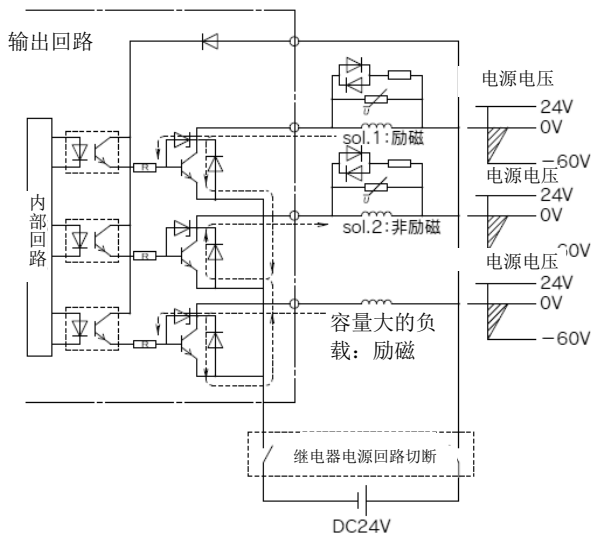 输出回路
电源电压
24V
0V
-60V
sol.1:励磁
υ
R
内部回路
电源电压
24V
0V
sol.2:非励磁
υ
R
60V
电源电压
24V
0V
-60V
容量大的负
载：励磁
R
继电器电源回路切断
DC24V